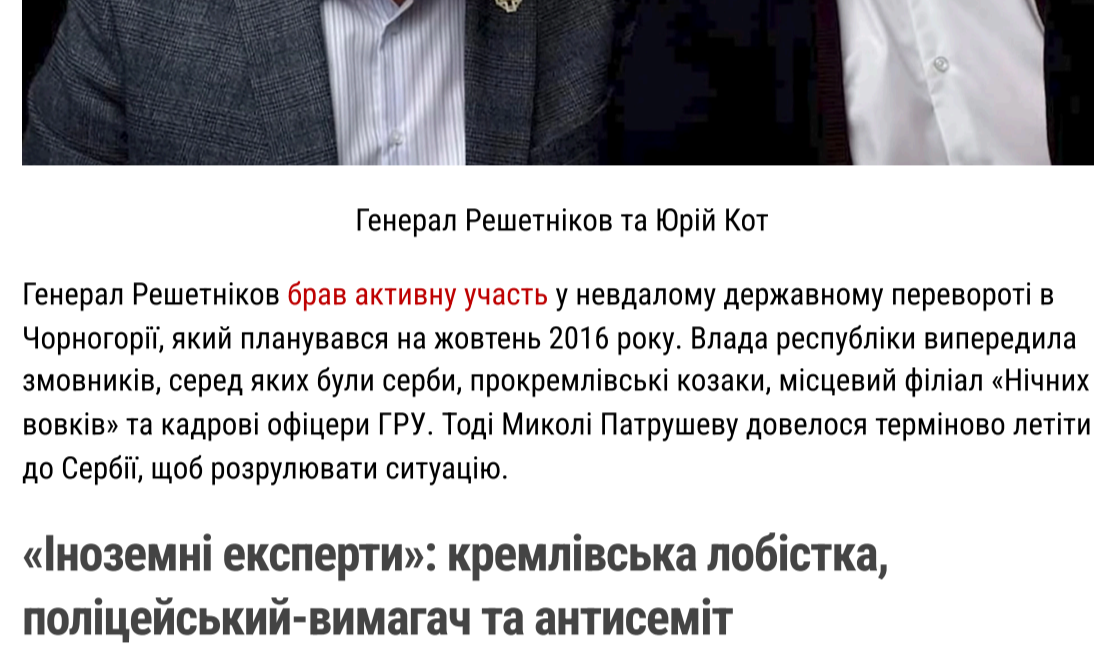 Генерал Решетніков та Юрій Кот
Генерал Решетніков брав активну участь у невдалому державному перевороті в
Чорногорії, який планувався на жовтень 2016 року. Влада республіки випередила
змовників, серед яких були серби, прокремлівські козаки, місцевий філіал «Нічних
вовків» та кадрові офіцери ГРУ. Тоді Миколі Патрушеву довелося терміново летіти
до Сербії, щоб розрулювати ситуацію.
«Іноземні експерти»: кремлівська лобістка,
поліцейський-вимагач та антисеміт